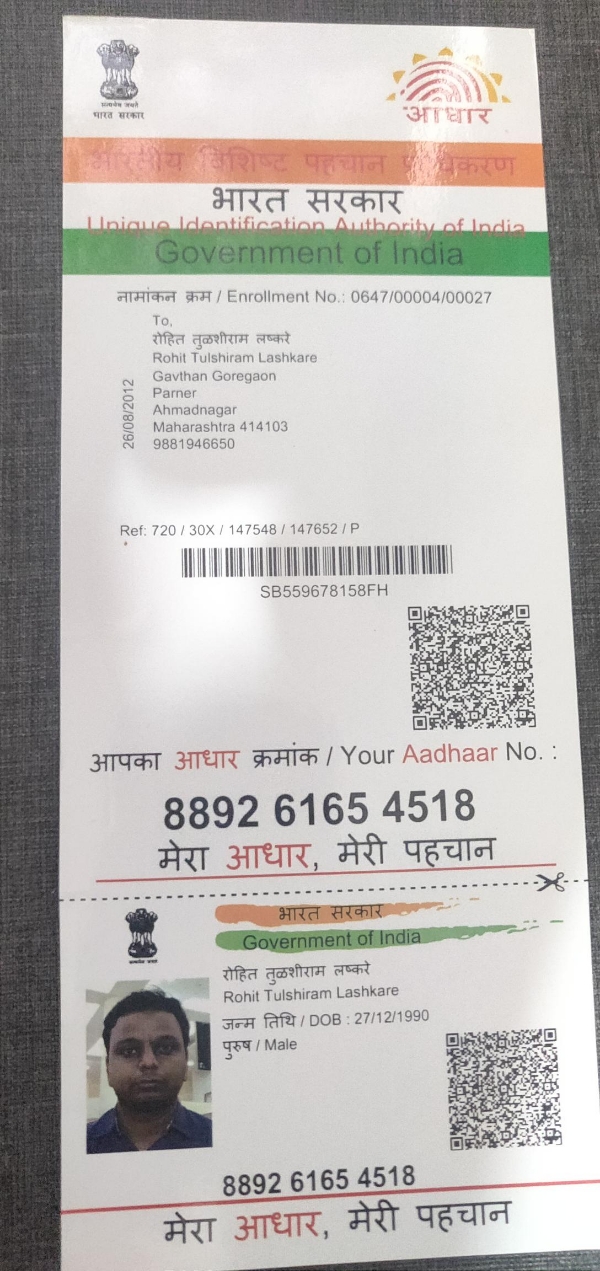 सत्यमेव जयते
भारत सरकार
आधार
भारतीय विशिष्ट पहचान प्राधिकरण
भारत सरकार
Unique Identification Authority of India
Government of India
नामांकन क्रम / Enrollment No.: 0647/00004/00027
To,
रोहित तुळशीराम लष्करे
Rohit Tulshiram Lashkare
Gavthan Goregaon
Parner
Ahmadnagar
Maharashtra 414103
9881946650
26/08/2012
Ref: 720 / 30X / 147548 / 147652 / P
SB559678158FH
आपका आधार क्रमांक / Your Aadhaar No. :
8892 6165 4518
मेरा आधार, मेरी पहचान
सत्यमेव जयते
भारत सरकार
Government of India
रोहित तुळशीराम लष्करे
Rohit Tulshiram Lashkare
जन्म तिथि / DOB : 27/12/1990
पुरुष / Male
8892 6165 4518
मेरा आधार, मेरी पहचान